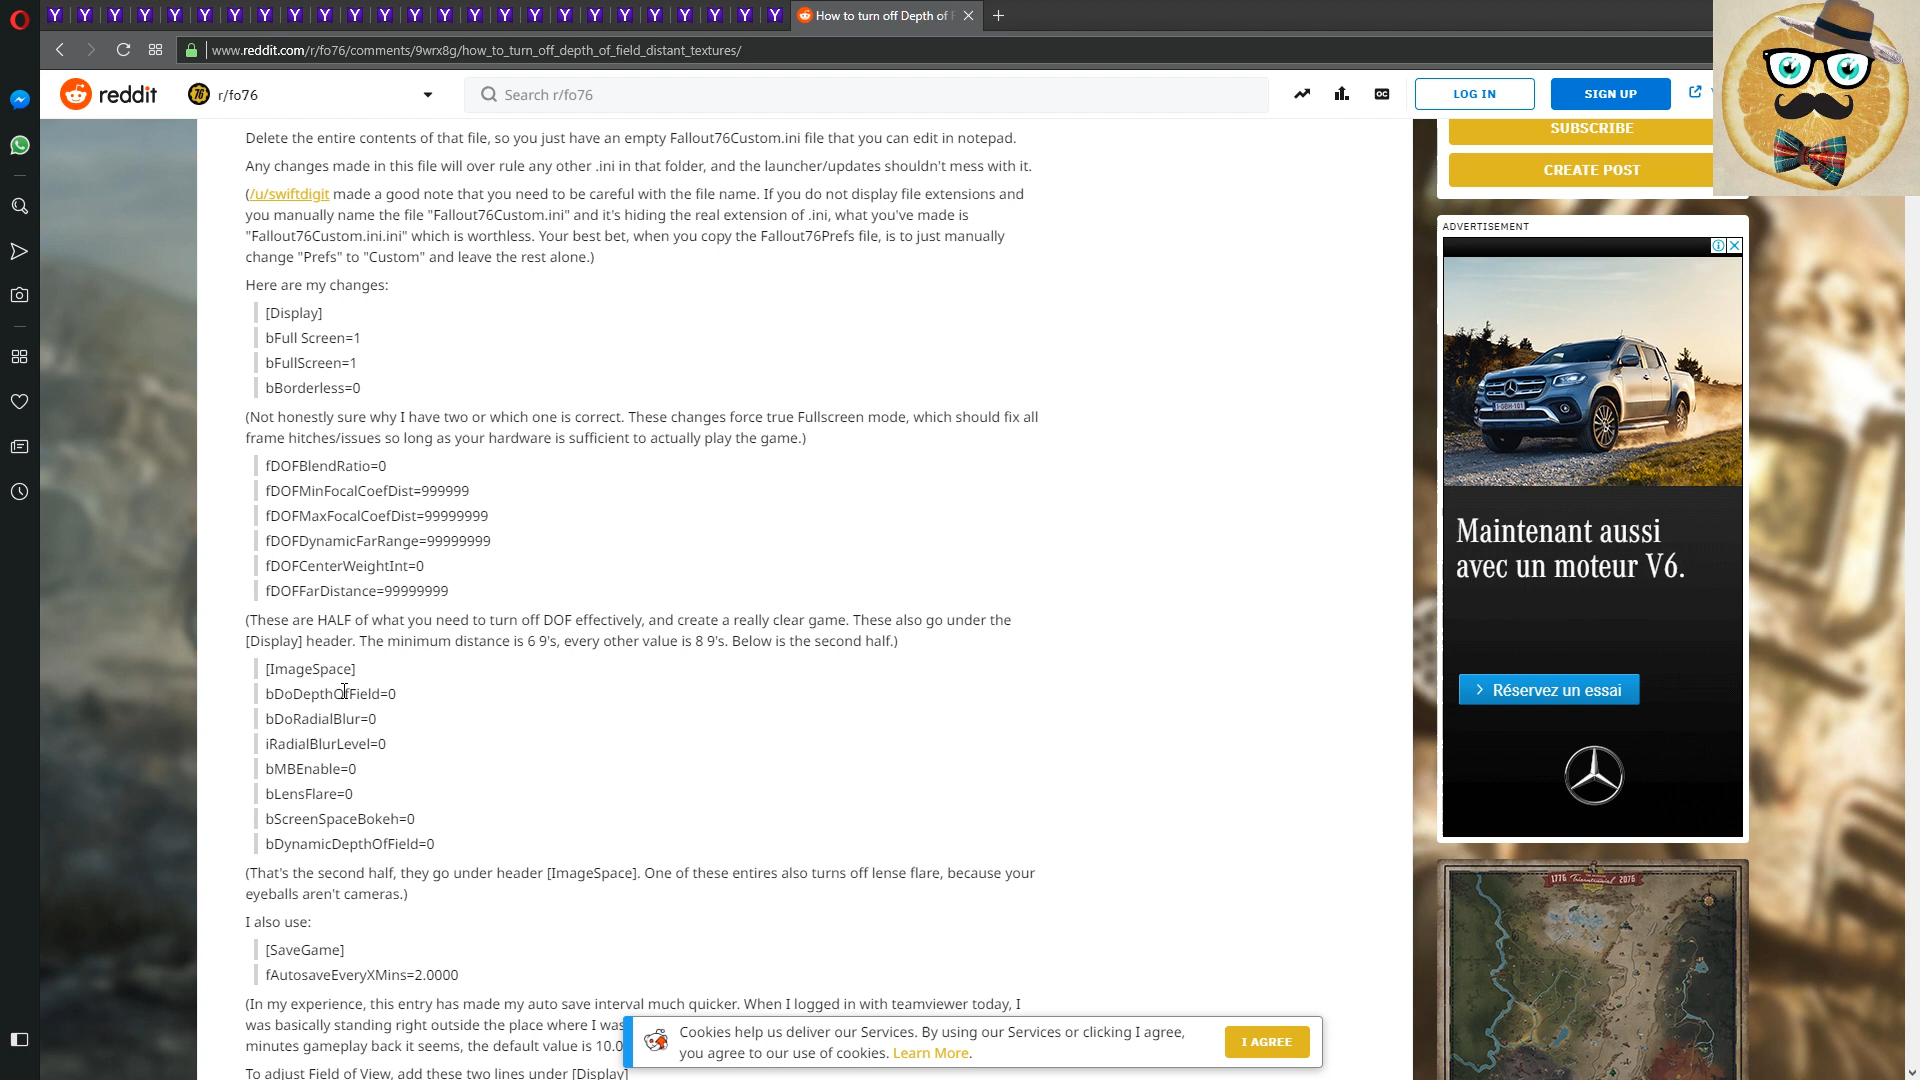 Y Y Y Y Y Y Y Y Y Y Y Y Y Y Y Y Y Y Y Y Y Y Y Y Y How to turn off Depth of F
www.reddit.com/r/fo76/comments/9wrx8g/how_to_turn_off_depth_of_field_distant_textures/
reddit 76 r/fo76 Search r/fo76 OC LOG IN SIGN UP
Delete the entire contents of that file, so you just have an empty Fallout76Custom.ini file that you can edit in notepad.
Any changes made in this file will over rule any other .ini in that folder, and the launcher/updates shouldn't mess with it.
(/u/swiftdigit made a good note that you need to be careful with the file name. If you do not display file extensions and
you manually name the file "Fallout76Custom.ini" and it's hiding the real extension of .ini, what you've made is
"Fallout76Custom.ini.ini" which is worthless. Your best bet, when you copy the Fallout76Prefs file, is to just manually
change "Prefs" to "Custom" and leave the rest alone.)
Here are my changes:
[Display]
bFull Screen=1
bFullScreen=1
bBorderless=0
(Not honestly sure why I have two or which one is correct. These changes force true Fullscreen mode, which should fix all
frame hitches/issues so long as your hardware is sufficient to actually play the game.)
fDOFBlendRatio=0
fDOFMinFocalCoefDist=999999
fDOFMaxFocalCoefDist=99999999
fDOFDynamicFarRange=99999999
fDOFCenterWeightInt=0
fDOFFarDistance=99999999
(These are HALF of what you need to turn off DOF effectively, and create a really clear game. These also go under the
[Display] header. The minimum distance is 6 9's, every other value is 8 9's. Below is the second half.)
[ImageSpace]
bDoDepthOfField=0
bDoRadialBlur=0
iRadialBlurLevel=0
bMBEnable=0
bLensFlare=0
bScreenSpaceBokeh=0
bDynamicDepthOfField=0
(That's the second half, they go under header [ImageSpace]. One of these entires also turns off lense flare, because your
eyeballs aren't cameras.)
I also use:
[SaveGame]
fAutosaveEveryXMins=2.0000
(In my experience, this entry has made my auto save interval much quicker. When I logged in with teamviewer today, I
was basically standing right outside the place where I was
minutes gameplay back it seems, the default value is 10.0
To adjust Field of View, add these two lines under [Display]
Cookies help us deliver our Services. By using our Services or clicking I agree,
you agree to our use of cookies. Learn More.
I AGREE
SUBSCRIBE
CREATE POST
ADVERTISEMENT
Maintenant aussi
avec un moteur V6.
Réservez un essai
1776 Tricentennial 2076